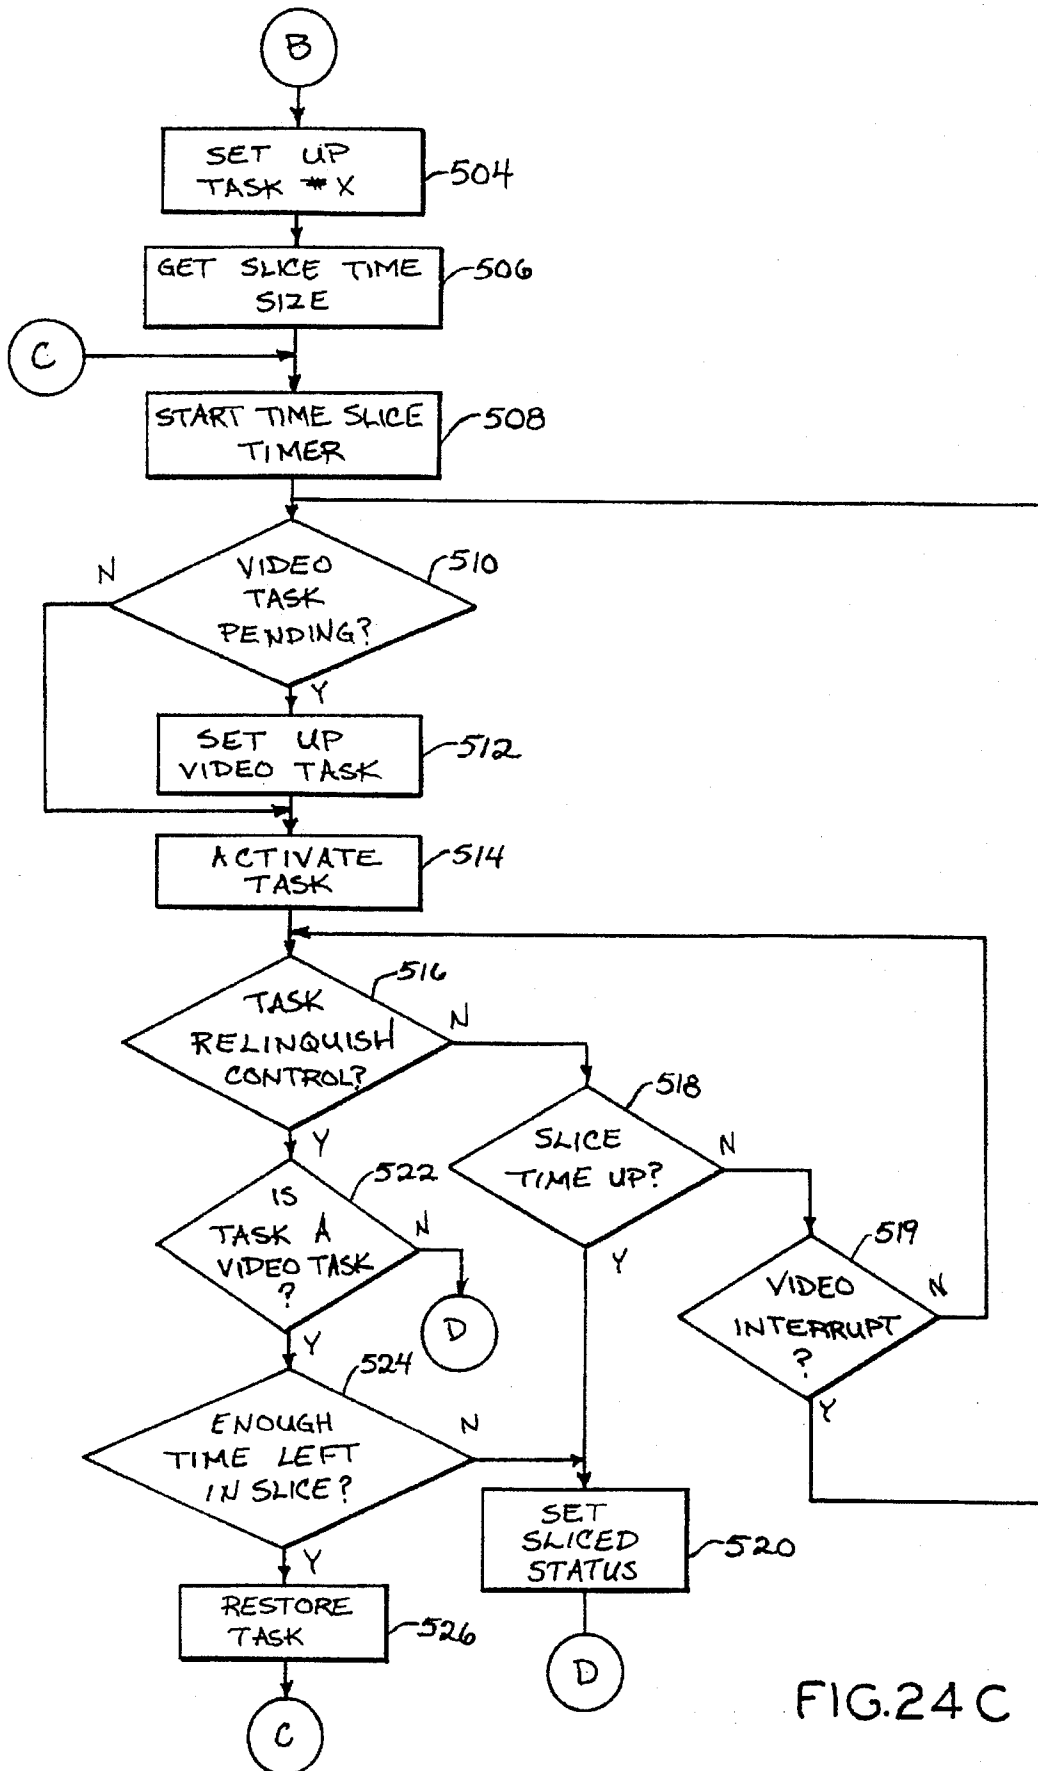 B
SET UP
TASK #X
504
GET SLICE TIME
SIZE
506
C
START TIME SLICE
TIMER
508
VIDEO
TASK
PENDING?
510
N
Y
SET UP
VIDEO TASK
512
ACTIVATE
TASK
514
TASK
RELINQUISH
CONTROL?
516
N
Y
SLICE
TIME UP?
518
N
Y
IS
TASK A
VIDEO TASK
?
522
N
Y
D
VIDEO
INTERRUPT
?
519
N
Y
ENOUGH
TIME LEFT
IN SLICE?
524
N
Y
SET
SLICED
STATUS
520
RESTORE
TASK
526
D
C
FIG.24C